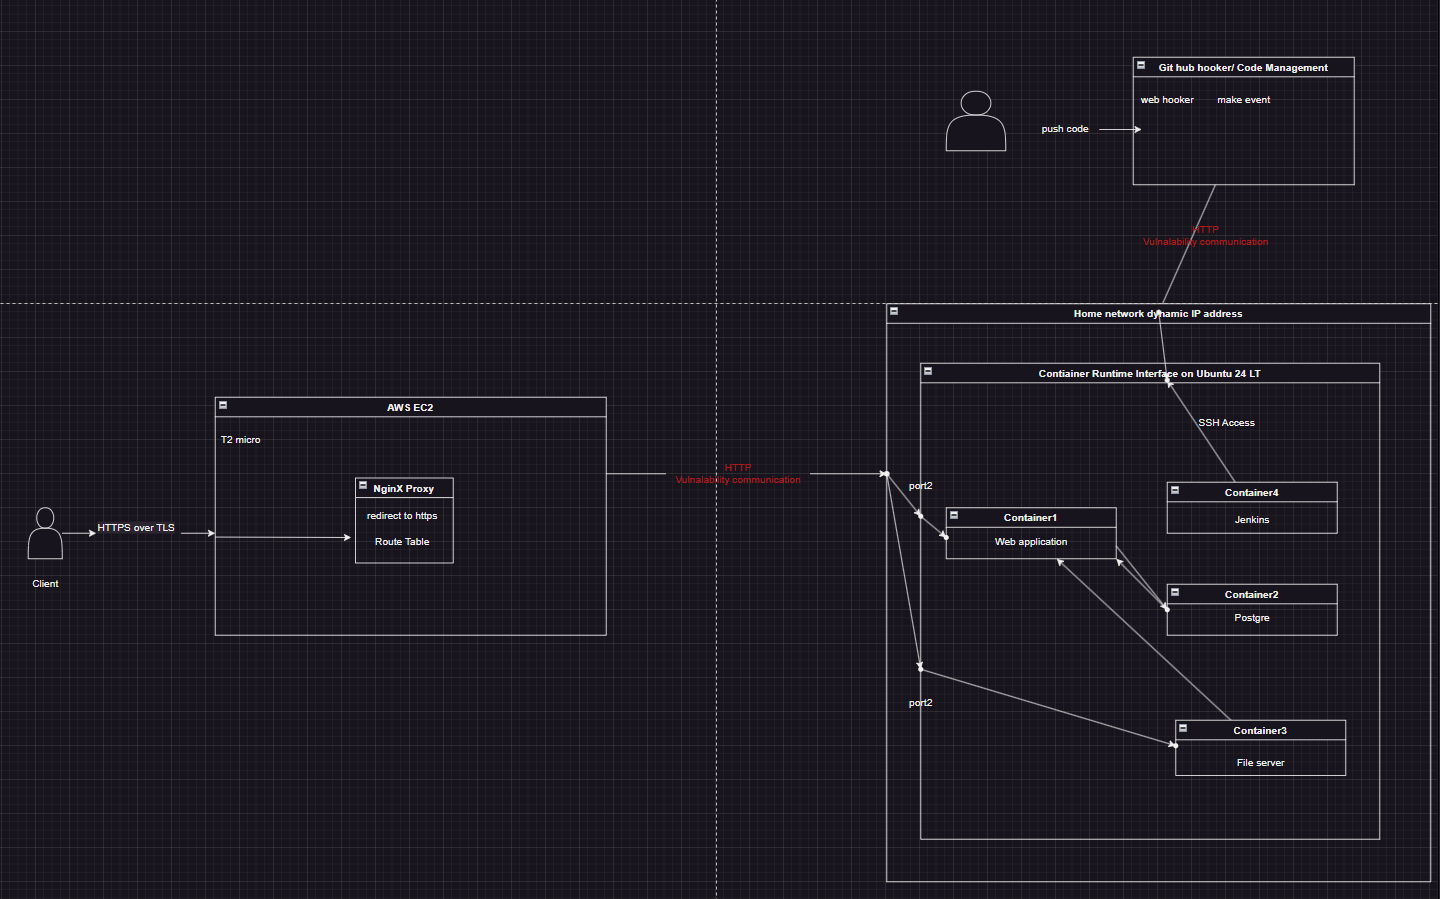 Git hub hooker/ Code Management
web hooker make event
push code
HTTP
Vulnalability communication
Home network dynamic IP address
Contiainer Runtime Interface on Ubuntu 24 LT
SSH Access
AWS EC2
T2 micro
NginX Proxy
redirect to https
Route Table
HTTPS over TLS
Client
HTTP
Vulnalability communication
port2
Container1
Web application
Container4
Jenkins
Container2
Postgre
port2
Container3
File server